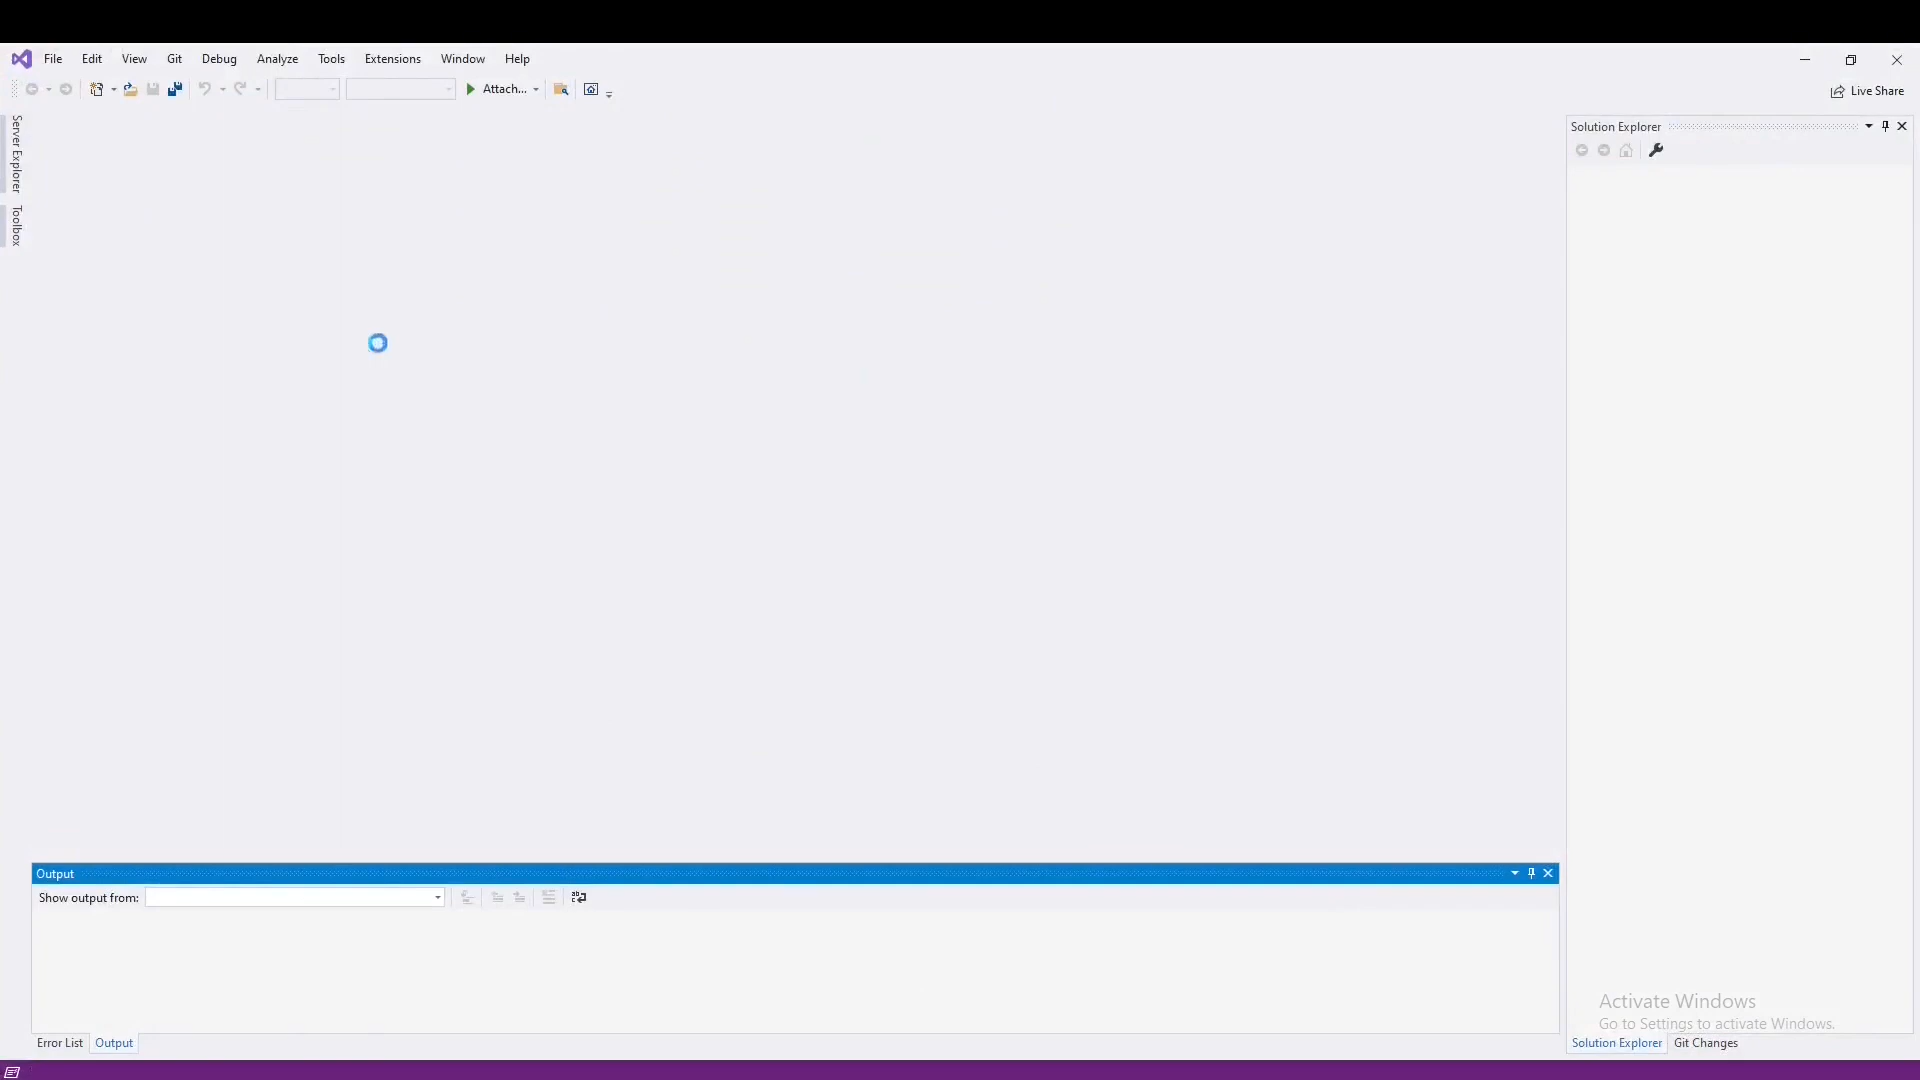 File Edit View Git Debug Analyze Tools Extensions Window Help
Attach...
Live Share
Server Explorer
Toolbox
Solution Explorer
Output
Show output from:
Activate Windows
Go to Settings to activate Windows.
Error List Output
Solution Explorer Git Changes